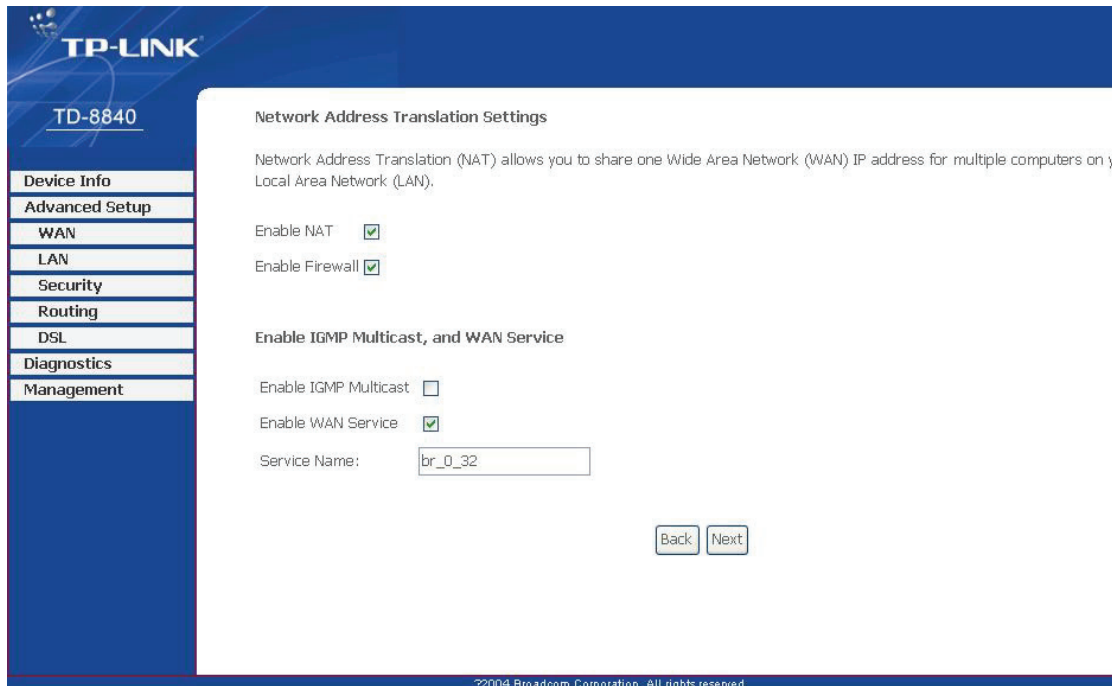 TP-LINK
TD-8840
Device Info
Advanced Setup
WAN
LAN
Security
Routing
DSL
Diagnostics
Management
Network Address Translation Settings
Network Address Translation (NAT) allows you to share one Wide Area Network (WAN) IP address for multiple computers on y
Local Area Network (LAN).
Enable NAT
Enable Firewall
Enable IGMP Multicast, and WAN Service
Enable IGMP Multicast
Enable WAN Service
Service Name: br_0_32
Back Next
?2004 Broadcom Corporation. All rights reserved.